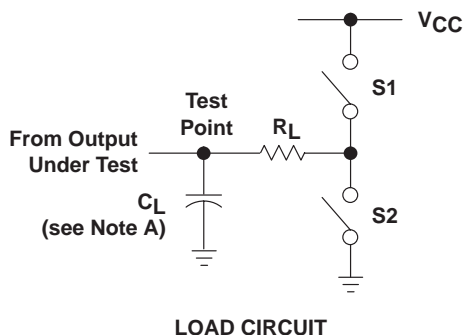 VCC
S1
Test
Point
RL
From Output
Under Test
CL
(see Note A)
S2
LOAD CIRCUIT